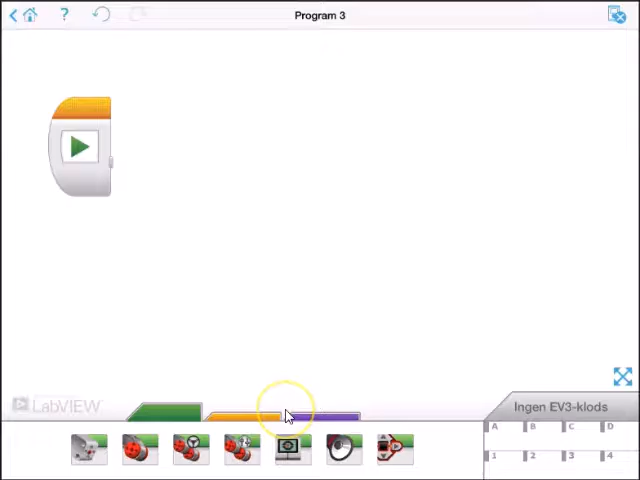 ?
Program 3
LabVIEW
Ingen EV3-klods
A B C D
1 2 3 4